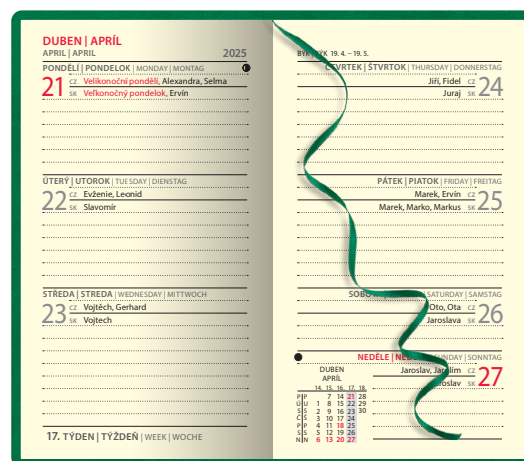 DUBEN | APRÍL
APRIL | APRIL 2025
PONDĚLÍ | PONDELOK | MONDAY | MONTAG
21 CZ Velikonoční pondělí, Alexandra, Selma
SK Veľkonočný pondelok, Ervín
ÚTERÝ | UTOROK | TUESDAY | DIENSTAG
22 CZ Evženie, Leonid
SK Slavomír
STŘEDA | STREDA | WEDNESDAY | MITTWOCH
23 CZ Vojtěch, Gerhard
SK Vojtech
17. TÝDEN | TÝŽDEŇ | WEEK | WOCHE
BÝK | BÝK 19. 4. – 19. 5.
ČTVRTEK | ŠTVRTOK | THURSDAY | DONNERSTAG
Jiří, Fidel CZ 24
Juraj SK
PÁTEK | PIATOK | FRIDAY | FREITAG
Marek, Ervín CZ 25
Marek, Marko, Markus SK
SATURDAY | SAMSTAG
Oto, Ota CZ 26
Jaroslava SK
NEDĚLE | SUNDAY | SONNTAG
Jaroslav, CZ 27
SK
DUBEN
APRÍL
14. 15. 16. 17. 18.
P|P 7 14 21 28
Ú|U 1 8 15 22 29
S|S 2 9 16 23 30
Č|Š 3 10 17 24
P|P 4 11 18 25
S|S 5 12 19 26
N|N 6 13 20 27